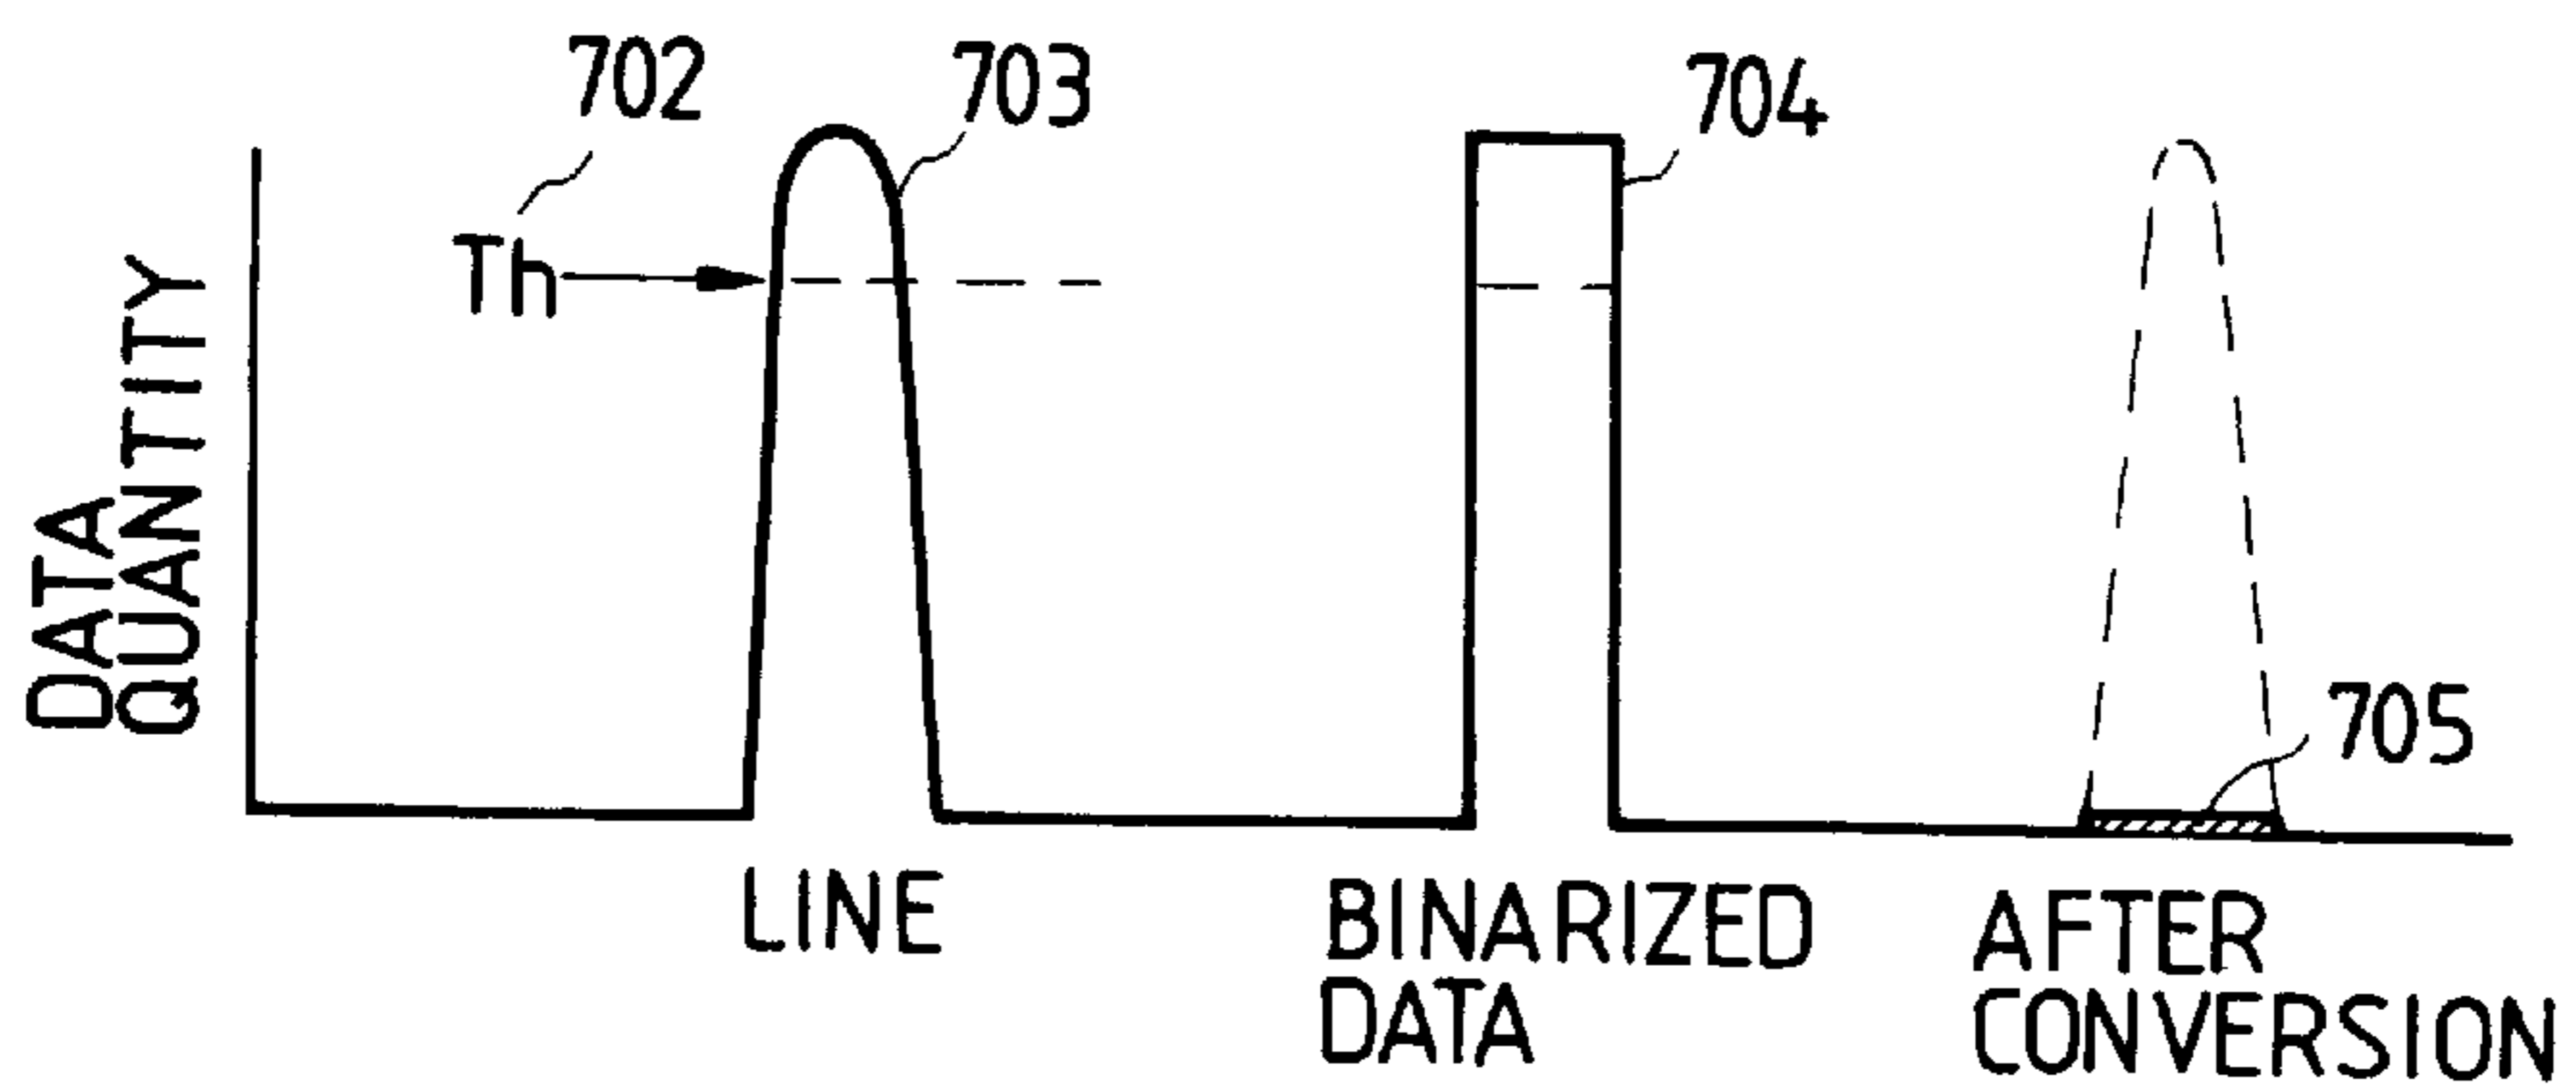 702
703
704
Th
DATA
QUANTITY
705
LINE
BINARIZED
DATA
AFTER
CONVERSION